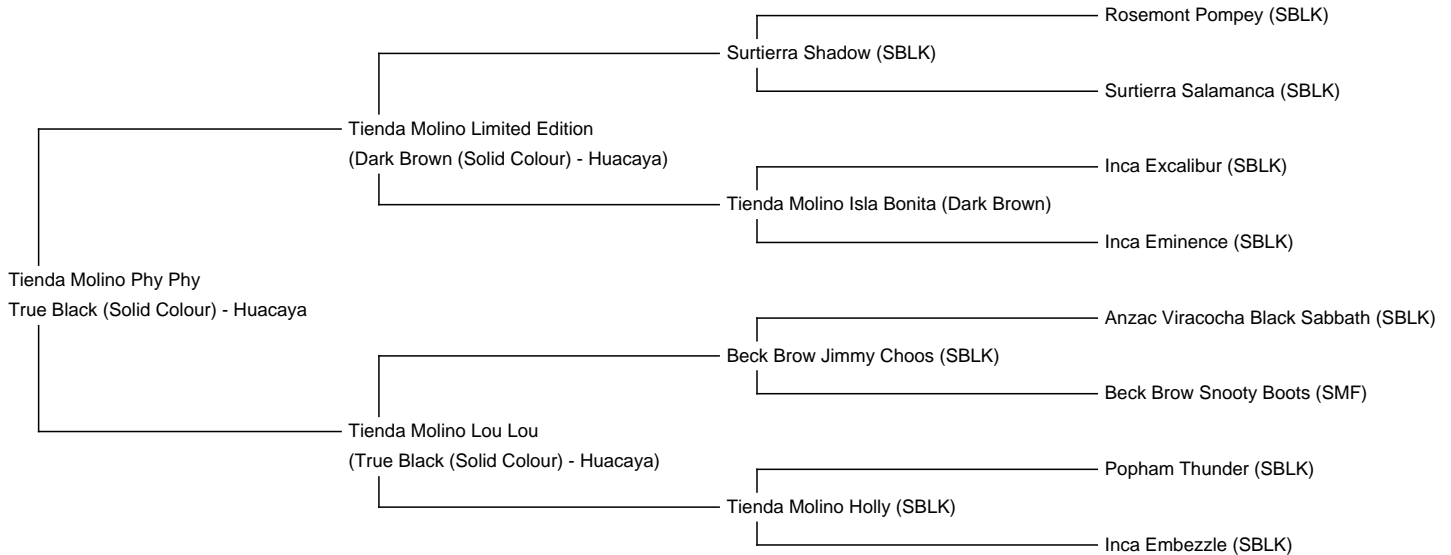 Rosemont Pompey (SBLK)
Surtierra Shadow (SBLK)
Surtierra Salamanca (SBLK)
Tienda Molino Limited Edition
(Dark Brown (Solid Colour) - Huacaya)
Inca Excalibur (SBLK)
Tienda Molino Isla Bonita (Dark Brown)
Inca Eminence (SBLK)
Tienda Molino Phy Phy
True Black (Solid Colour) - Huacaya
Anzac Viracocha Black Sabbath (SBLK)
Beck Brow Jimmy Choos (SBLK)
Beck Brow Snooty Boots (SMF)
Tienda Molino Lou Lou
(True Black (Solid Colour) - Huacaya)
Popham Thunder (SBLK)
Tienda Molino Holly (SBLK)
Inca Embezzle (SBLK)